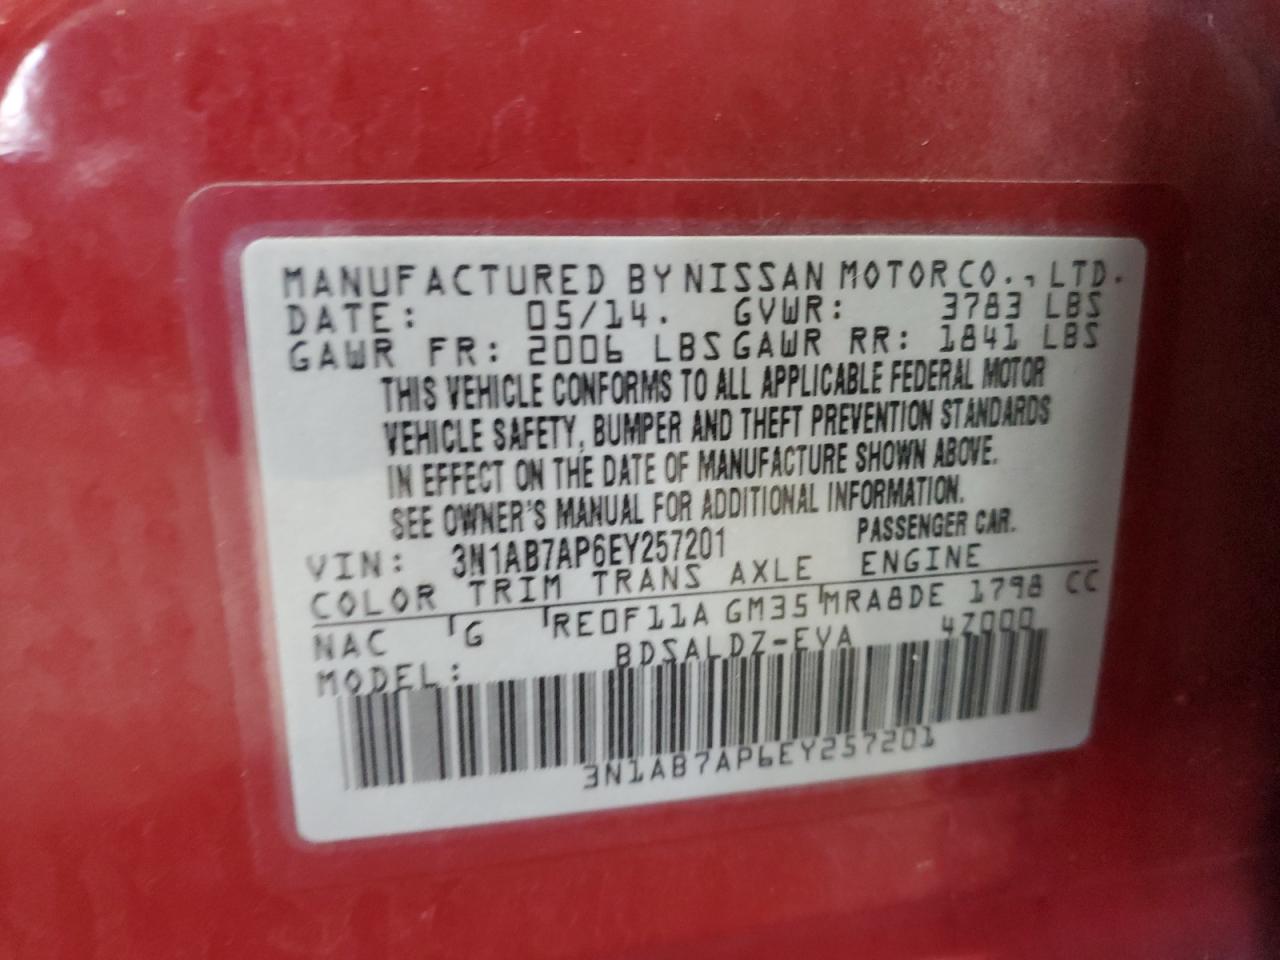 MANUFACTURED BY NISSAN MOTOR CO., LTD.
DATE: 05/14. GVWR: 3783 LBS
GAWR FR: 2006 LBS GAWR RR: 1841 LBS
THIS VEHICLE CONFORMS TO ALL APPLICABLE FEDERAL MOTOR
VEHICLE SAFETY, BUMPER AND THEFT PREVENTION STANDARDS
IN EFFECT ON THE DATE OF MANUFACTURE SHOWN ABOVE.
SEE OWNER'S MANUAL FOR ADDITIONAL INFORMATION.
VIN: 3N1AB7AP6EY257201 PASSENGER CAR.
COLOR TRIM TRANS AXLE ENGINE
NAC G RE0F11A GM35 MRA8DE 1798 CC
MODEL: BDSALDZ-EVA 47000
3N1AB7AP6EY257201